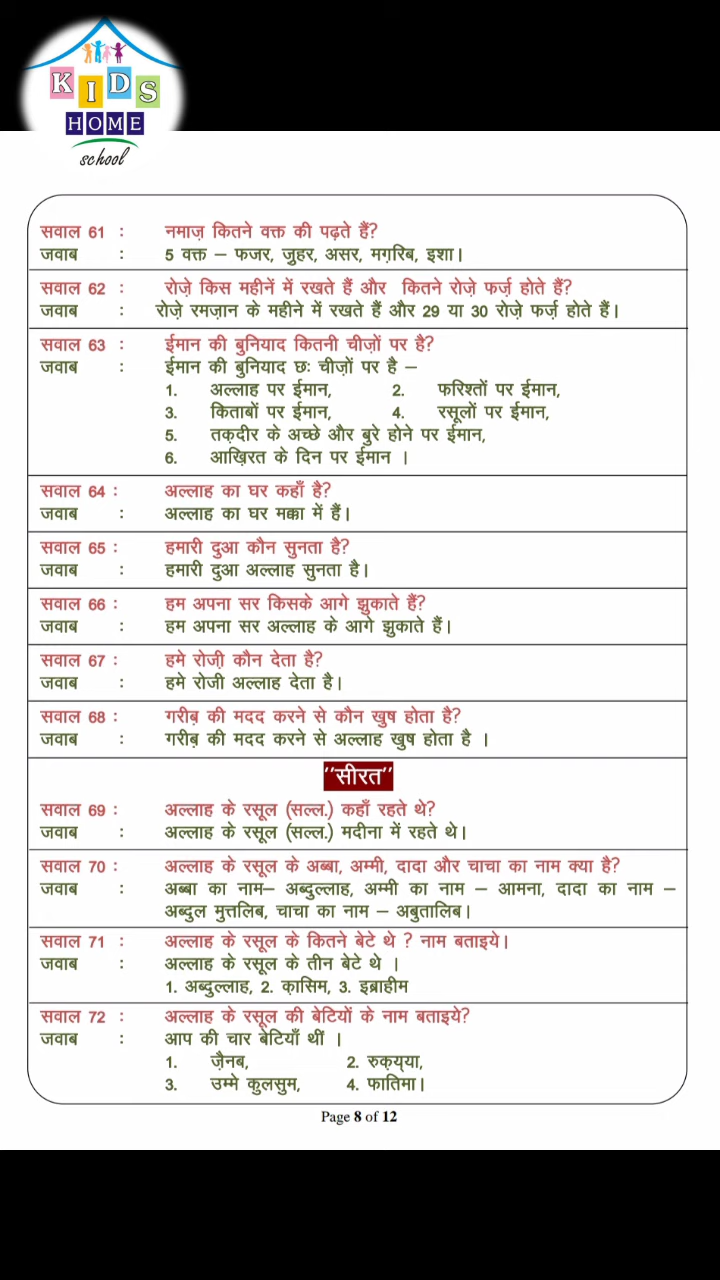 KIDS
HOME
school
सवाल 61 : नमाज़ कितने वक्त की पढ़ते हैं?
जवाब : 5 वक्त – फजर, जुहर, असर, मग़रिब, इशा।
सवाल 62 : रोज़े किस महीनें में रखते हैं और कितने रोज़े फर्ज़ होते हैं?
जवाब : रोज़े रमज़ान के महीने में रखते हैं और 29 या 30 रोज़े फर्ज़ होते हैं।
सवाल 63 : ईमान की बुनियाद कितनी चीज़ों पर है?
जवाब : ईमान की बुनियाद छः चीज़ों पर है –
1. अल्लाह पर ईमान, 2. फरिश्तों पर ईमान,
3. किताबों पर ईमान, 4. रसूलों पर ईमान,
5. तक़दीर के अच्छे और बुरे होने पर ईमान,
6. आखि़रत के दिन पर ईमान ।
सवाल 64 : अल्लाह का घर कहाँ है?
जवाब : अल्लाह का घर मक्का में हैं।
सवाल 65 : हमारी दुआ कौन सुनता है?
जवाब : हमारी दुआ अल्लाह सुनता है।
सवाल 66 : हम अपना सर किसके आगे झुकाते हैं?
जवाब : हम अपना सर अल्लाह के आगे झुकाते हैं।
सवाल 67 : हमे रोजी़ कौन देता है?
जवाब : हमे रोजी अल्लाह देता है।
सवाल 68 : गरीब़ की मदद करने से कौन खुष होता है?
जवाब : गरीब़ की मदद करने से अल्लाह खुष होता है ।
"सीरत"
सवाल 69 : अल्लाह के रसूल (सल्ल.) कहाँ रहते थे?
जवाब : अल्लाह के रसूल (सल्ल.) मदीना में रहते थे।
सवाल 70 : अल्लाह के रसूल के अब्बा, अम्मी, दादा और चाचा का नाम क्या है?
जवाब : अब्बा का नाम– अब्दुल्लाह, अम्मी का नाम – आमना, दादा का नाम –
अब्दुल मुत्तलिब, चाचा का नाम – अबुतालिब।
सवाल 71 : अल्लाह के रसूल के कितने बेटे थे ? नाम बताइये।
जवाब : अल्लाह के रसूल के तीन बेटे थे ।
1. अब्दुल्लाह, 2. क़ासिम, 3. इब्राहीम
सवाल 72 : अल्लाह के रसूल की बेटियों के नाम बताइये?
जवाब : आप की चार बेटियाँ थीं ।
1. ज़ैनब, 2. रुक़य्या,
3. उम्मे कुलसुम, 4. फातिमा।
Page 8 of 12